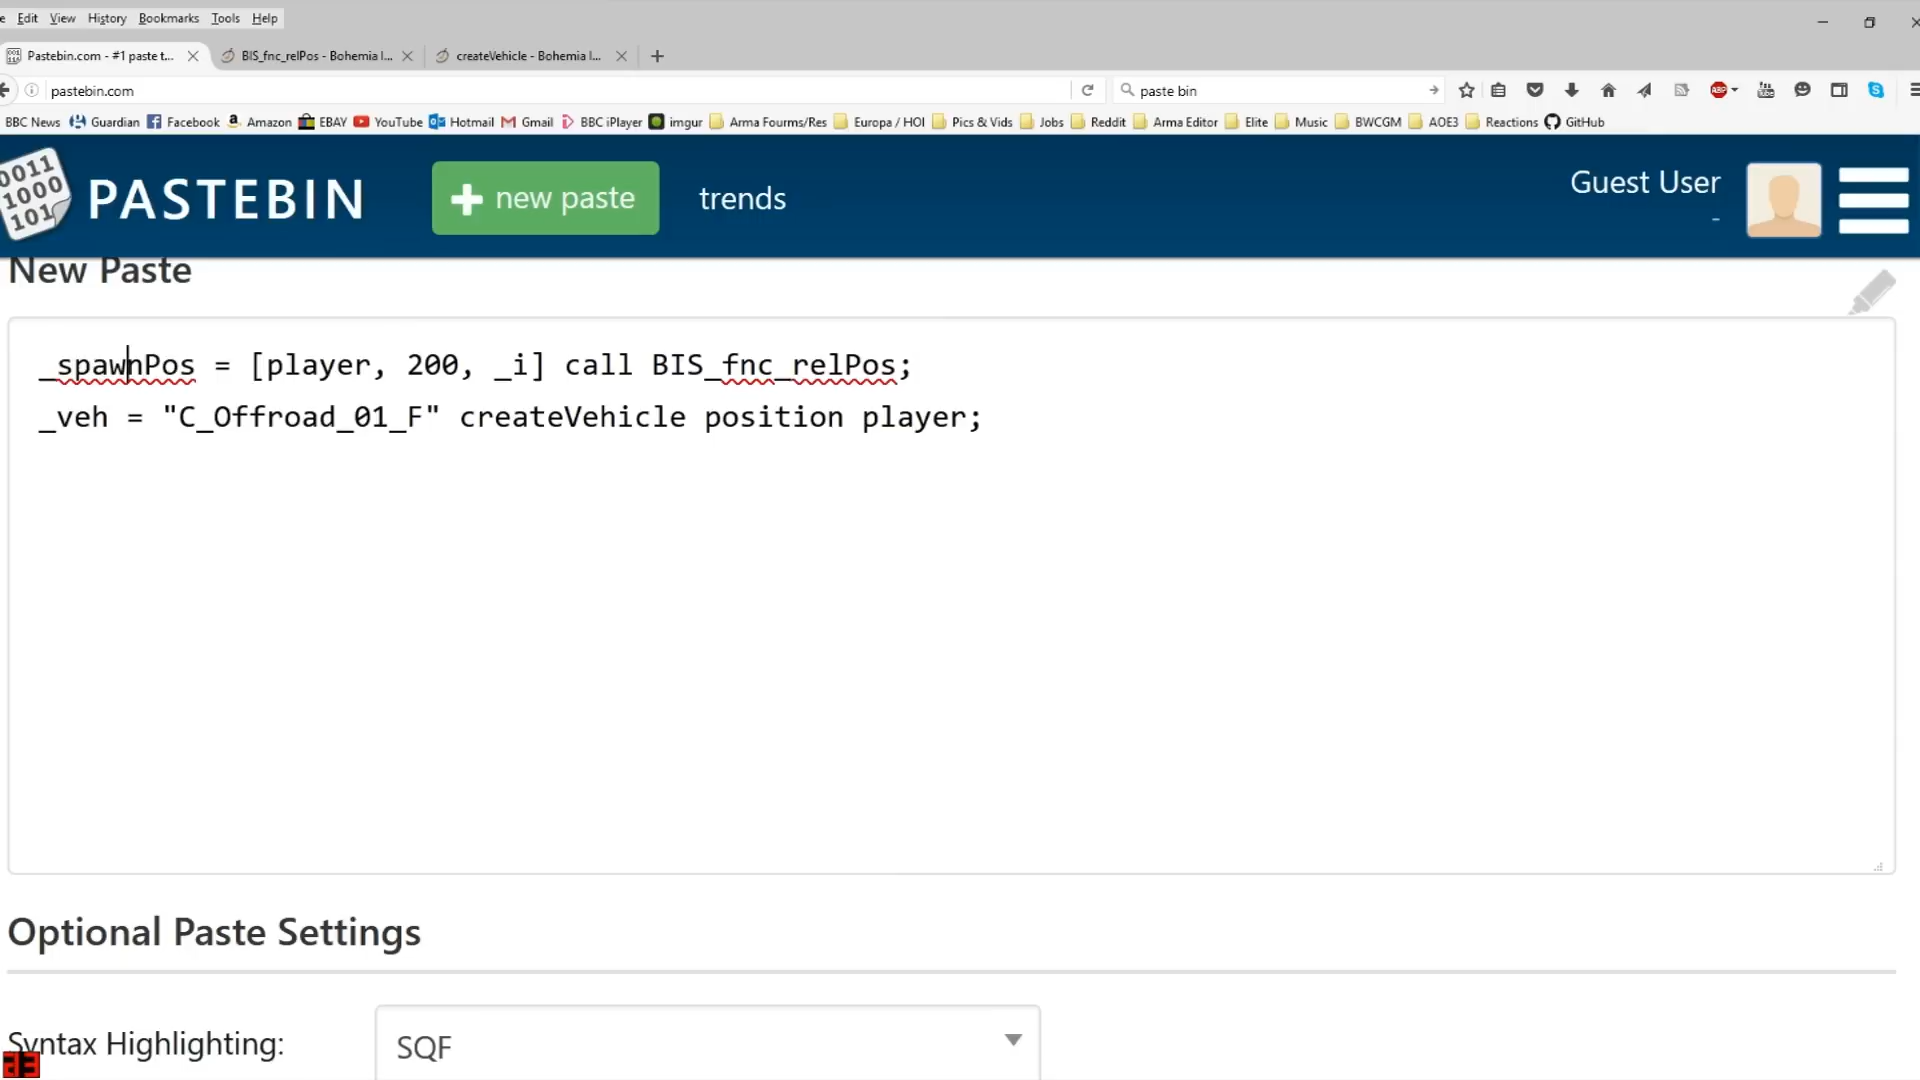 Edit View History Bookmarks Tools Help
Pastebin.com - #1 paste t... BIS_fnc_relPos - Bohemia I... createVehicle - Bohemia I...
pastebin.com paste bin
BBC News Guardian Facebook Amazon EBAY YouTube Hotmail Gmail BBC iPlayer imgur Arma Fourms/Res Europa / HOI Pics & Vids Jobs Reddit Arma Editor Elite Music BWCGM AOE3 Reactions GitHub
0011
1000
101
PASTEBIN
+ new paste
trends
Guest User
-
New Paste
_spawnPos = [player, 200, _i] call BIS_fnc_relPos;
_veh = "C_Offroad_01_F" createVehicle position player;
Optional Paste Settings
Syntax Highlighting: SQF